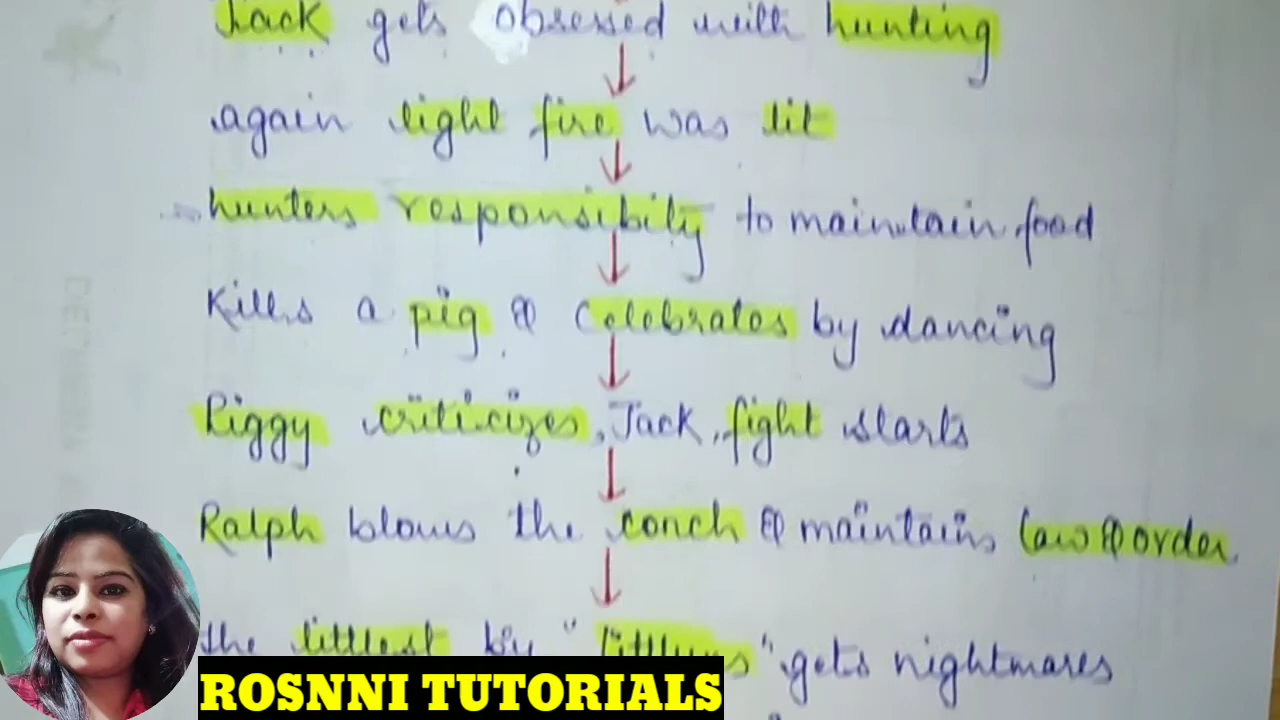 Jack gets obsessed with hunting
again light fire was lit
hunters responsibility to maintain food
Kills a pig & Celebrates by dancing
Piggy criticizes, Jack, fight starts
Ralph blows the conch & maintains law & order.
the littlest by "littluns" gets nightmares
ROSNNI TUTORIALS